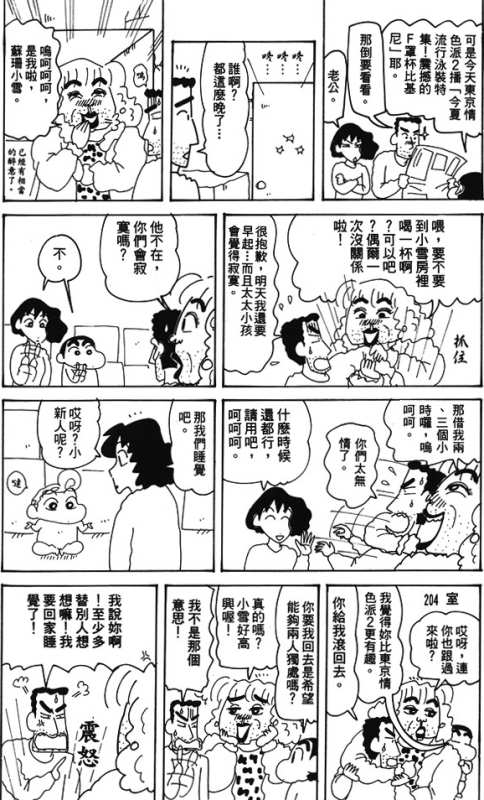 可是今天東京情
色派2播「今夏
流行泳裝特
集！震撼的
F罩杯比基
尼」耶。
那倒要看看。
老公。
咚
咚
咚
誰啊？
都這麼晚了…
嗚呵呵呵，
是我啦，
蘇珊小雪。
已經有相當
的醉意了。
喂，要不要
到小雪房裡
喝一杯啊
？可以吧
？偶爾一
次沒關係
啦！
抓住
很抱歉，明天我還要
早起…而且太太小孩
會覺得寂寞。
他不在，
你們會寂
寞嗎？
不。
那借我兩
、三個小
時囉，嗚
呵呵。
你們太無
情了。
什麼時候
還都行，
請用吧，
呵呵呵。
那我們睡覺
吧。
哎呀？小
新人呢？
204 室
哎呀，連
你也跟過
來啦？
我覺得妳比東京情
色派2更有趣。
你給我滾回去。
你要我回去是希望
能夠兩人獨處嗎？
真的嗎？
小雪好高
興喔！
我不是那個
意思！
我說妳啊
！至少多
替別人想
想嘛！我
要回家睡
覺了！
震怒